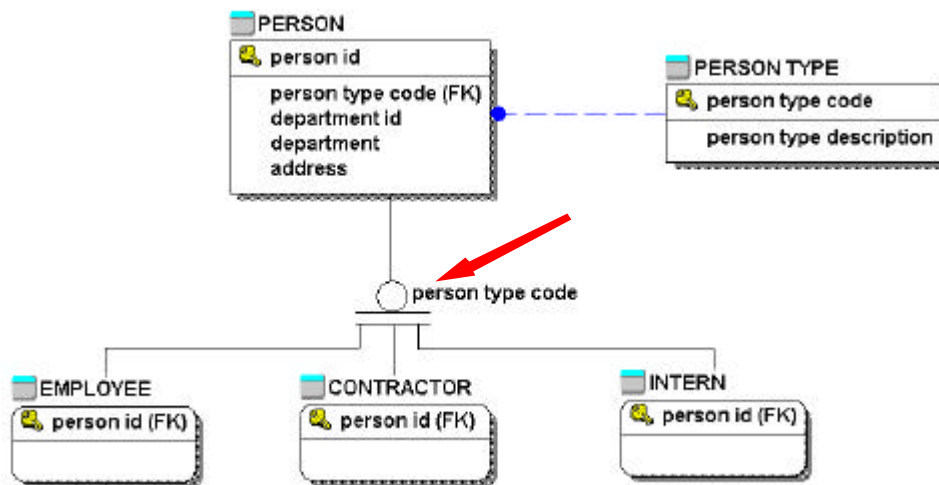 PERSON
person id
person type code (FK)
department id
department
address
PERSON TYPE
person type code
person type description
person type code
EMPLOYEE
person id (FK)
CONTRACTOR
person id (FK)
INTERN
person id (FK)